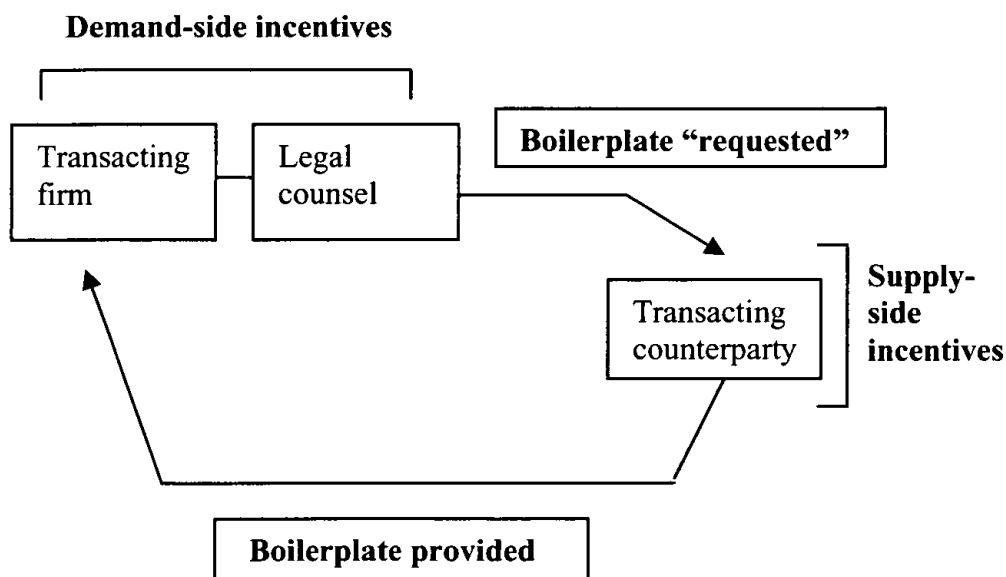 Demand-side incentives
Transacting
firm
Legal
counsel
Boilerplate “requested”
Transacting
counterparty
Supply-
side
incentives
Boilerplate provided